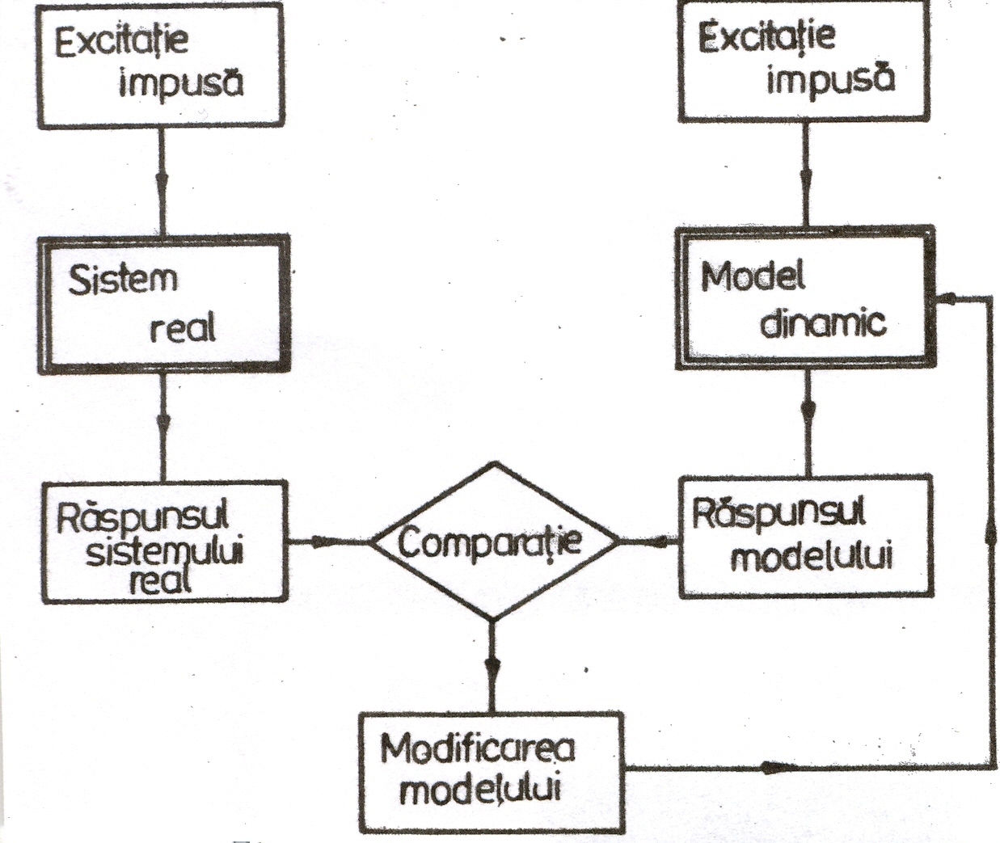 Excitație
impusă
Excitație
impusă
Sistem
real
Model
dinamic
Răspunsul
sistemului
real
Comparație
Răspunsul
modelului
Modificarea
modelului